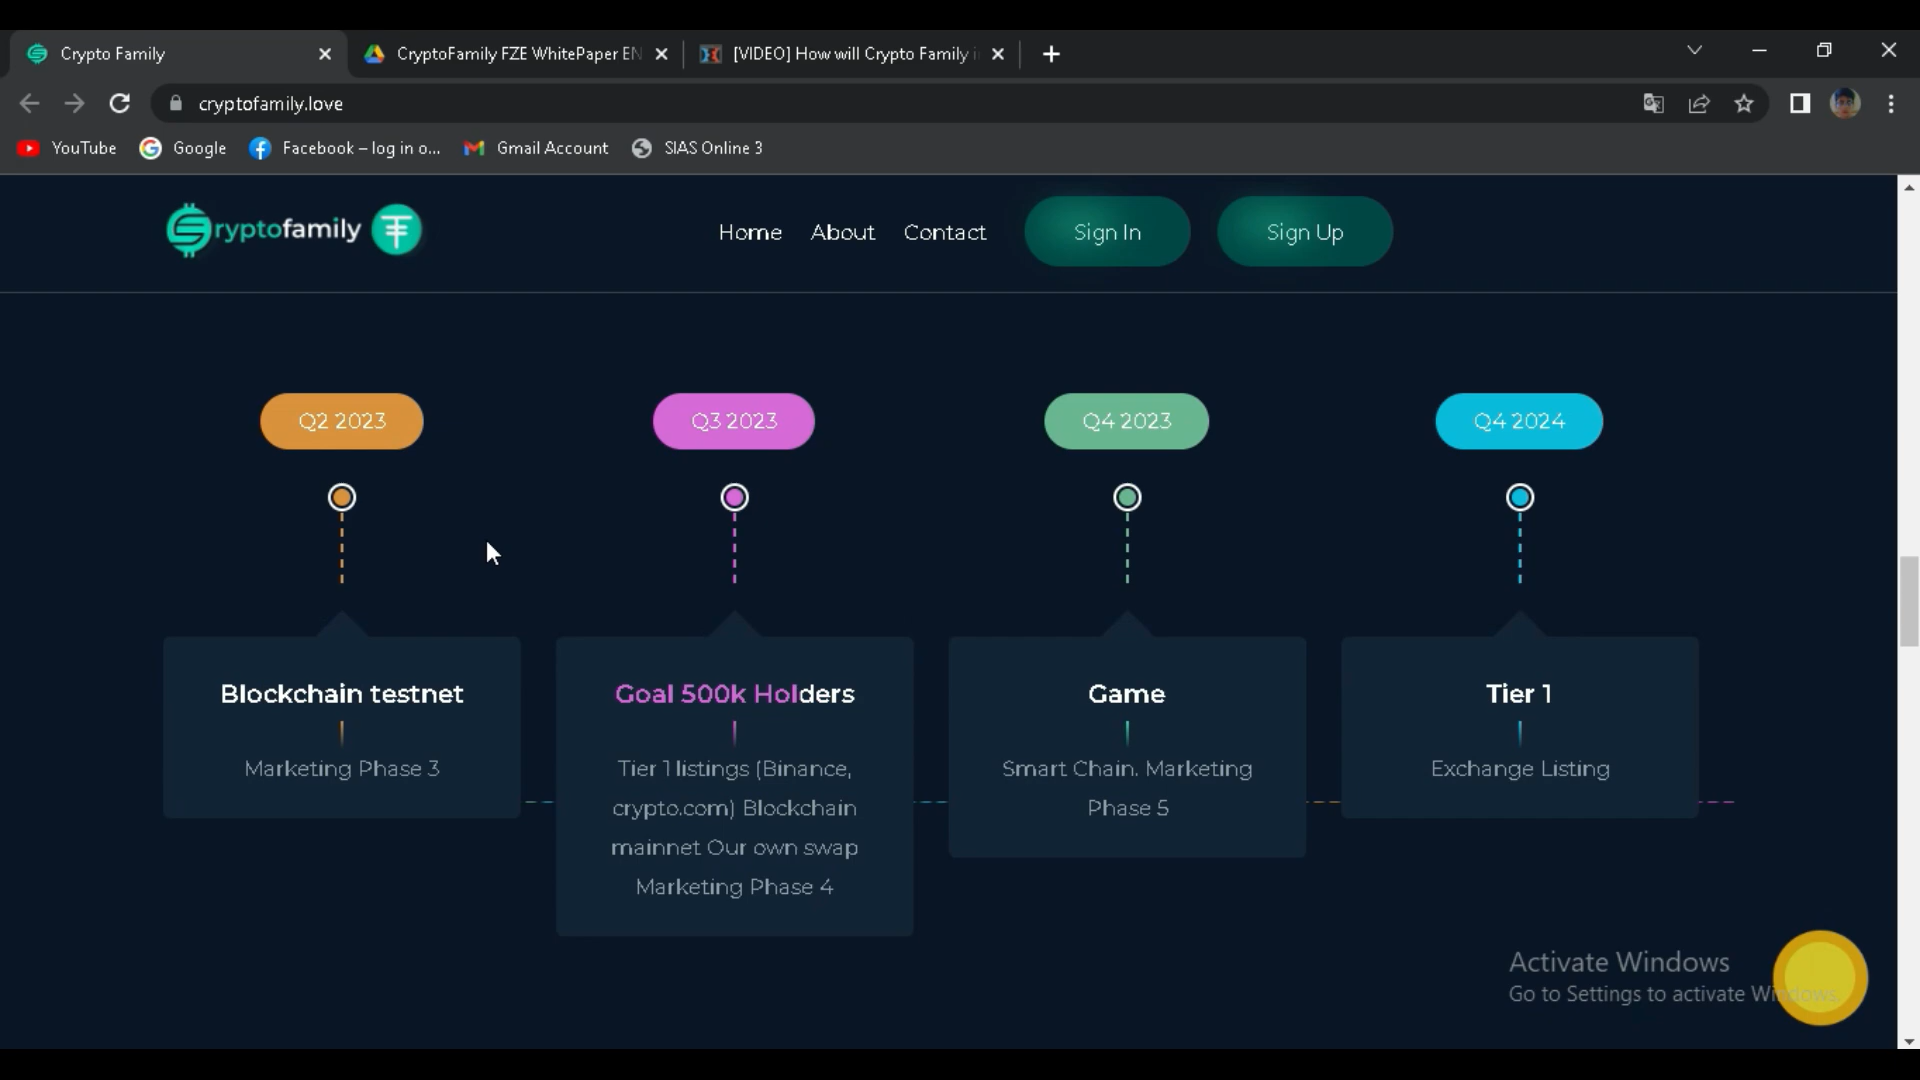 Crypto Family
CryptoFamily FZE WhitePaper EN
[VIDEO] How will Crypto Family i
cryptofamily.love
YouTube
Google
Facebook – log in o...
Gmail Account
SIAS Online 3
ryptofamily
Home
About
Contact
Sign In
Sign Up
Q2 2023
Q3 2023
Q4 2023
Q4 2024
Blockchain testnet
Marketing Phase 3
Goal 500k Holders
Tier 1 listings (Binance,
crypto.com) Blockchain
mainnet Our own swap
Marketing Phase 4
Game
Smart Chain. Marketing
Phase 5
Tier 1
Exchange Listing
Activate Windows
Go to Settings to activate Windows.